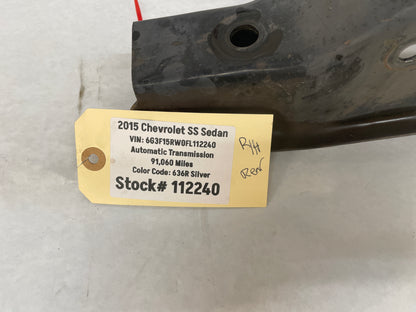 2015 Chevrolet SS Sedan
VIN: 6G3F15RW0FL112240
Automatic Transmission
91,060 Miles
Color Code: 636R Silver
Stock# 112240
R/H
Rear